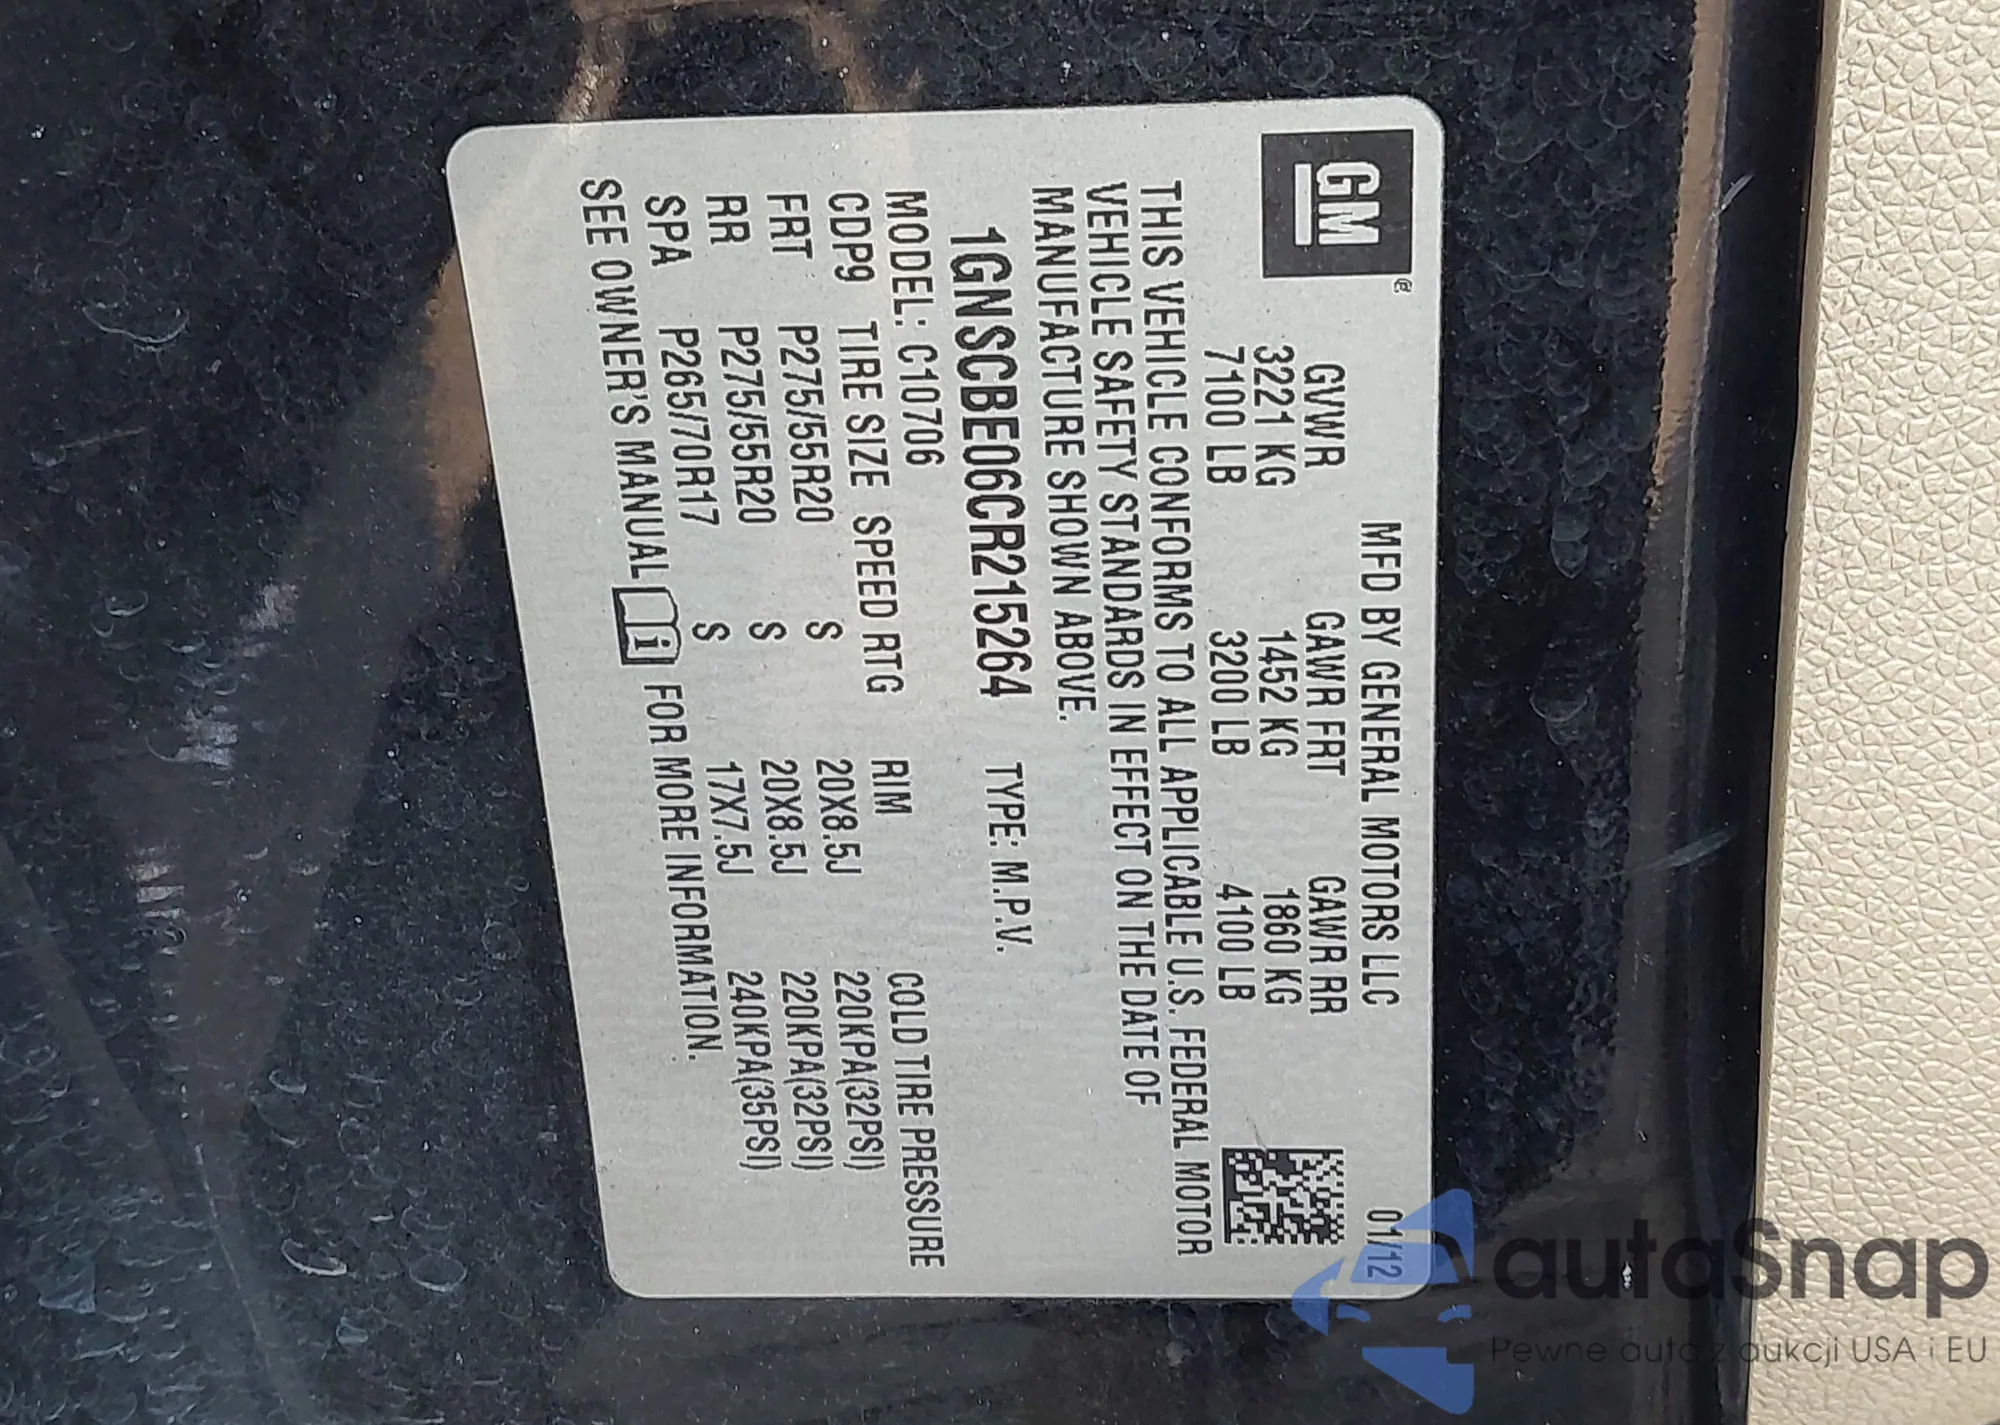 GM
MFD BY GENERAL MOTORS LLC 01/12
GVWR GAWR FRT GAWR RR
3221 KG 1452 KG 1860 KG
7100 LB 3200 LB 4100 LB
THIS VEHICLE CONFORMS TO ALL APPLICABLE U.S. FEDERAL MOTOR
VEHICLE SAFETY STANDARDS IN EFFECT ON THE DATE OF
MANUFACTURE SHOWN ABOVE.
1GNSCBE06CR215264 TYPE: M.P.V.
MODEL: C10706
CDP9 TIRE SIZE SPEED RTG RIM COLD TIRE PRESSURE
FRT P275/55R20 S 20X8.5J 220KPA(32PSI)
RR P275/55R20 S 20X8.5J 220KPA(32PSI)
SPA P265/70R17 S 17X7.5J 240KPA(35PSI)
SEE OWNER'S MANUAL i FOR MORE INFORMATION.
autaSnap
Pewne auta z aukcji USA i EU